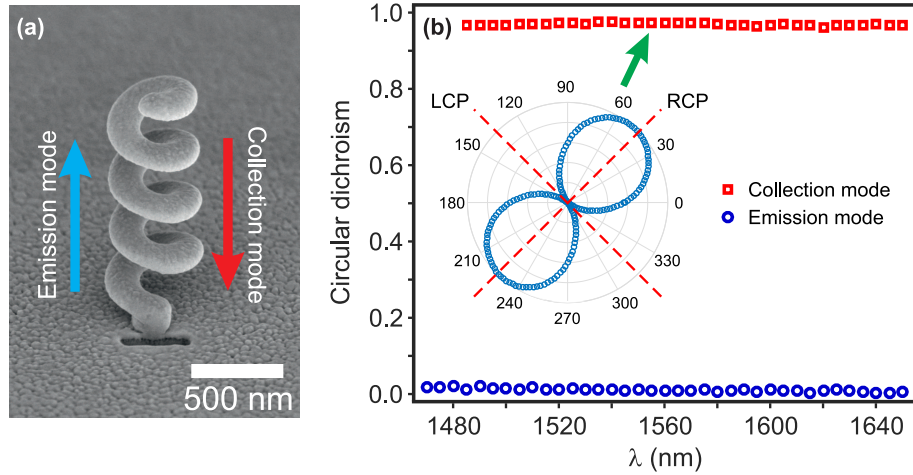 (a)
Emission mode
Collection mode
500 nm
(b)
Circular dichroism
1.0
0.8
0.6
0.4
0.2
0.0
1480
1520
1560
1600
1640
λ (nm)
LCP
RCP
90
60
30
0
330
300
270
240
210
180
150
120
Collection mode
Emission mode